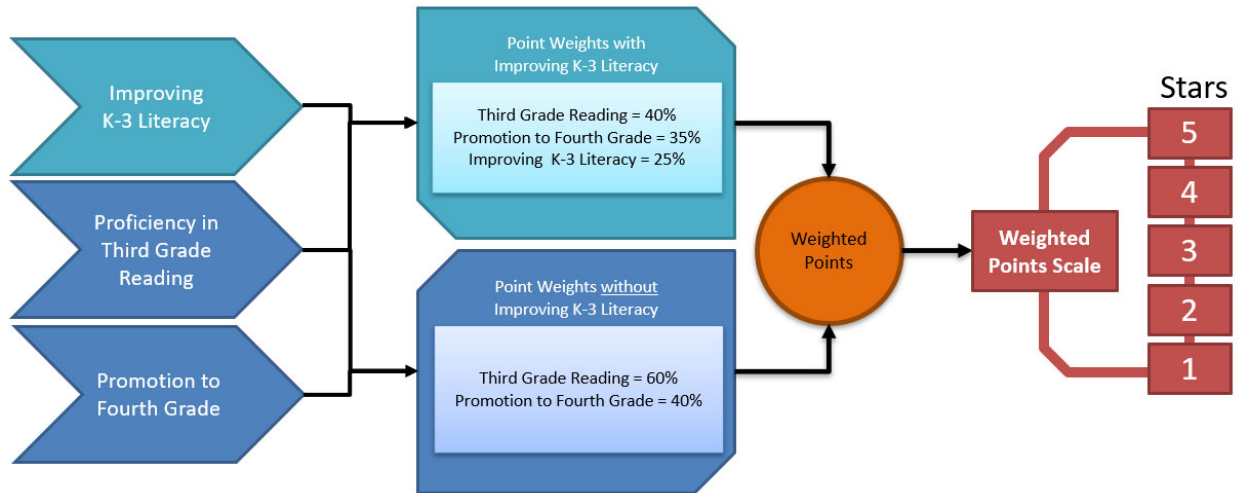 Improving
K-3 Literacy
Proficiency in
Third Grade
Reading
Promotion to
Fourth Grade
Point Weights with
Improving K-3 Literacy
Third Grade Reading = 40%
Promotion to Fourth Grade = 35%
Improving K-3 Literacy = 25%
Point Weights without
Improving K-3 Literacy
Third Grade Reading = 60%
Promotion to Fourth Grade = 40%
Weighted
Points
Weighted
Points Scale
Stars
5
4
3
2
1